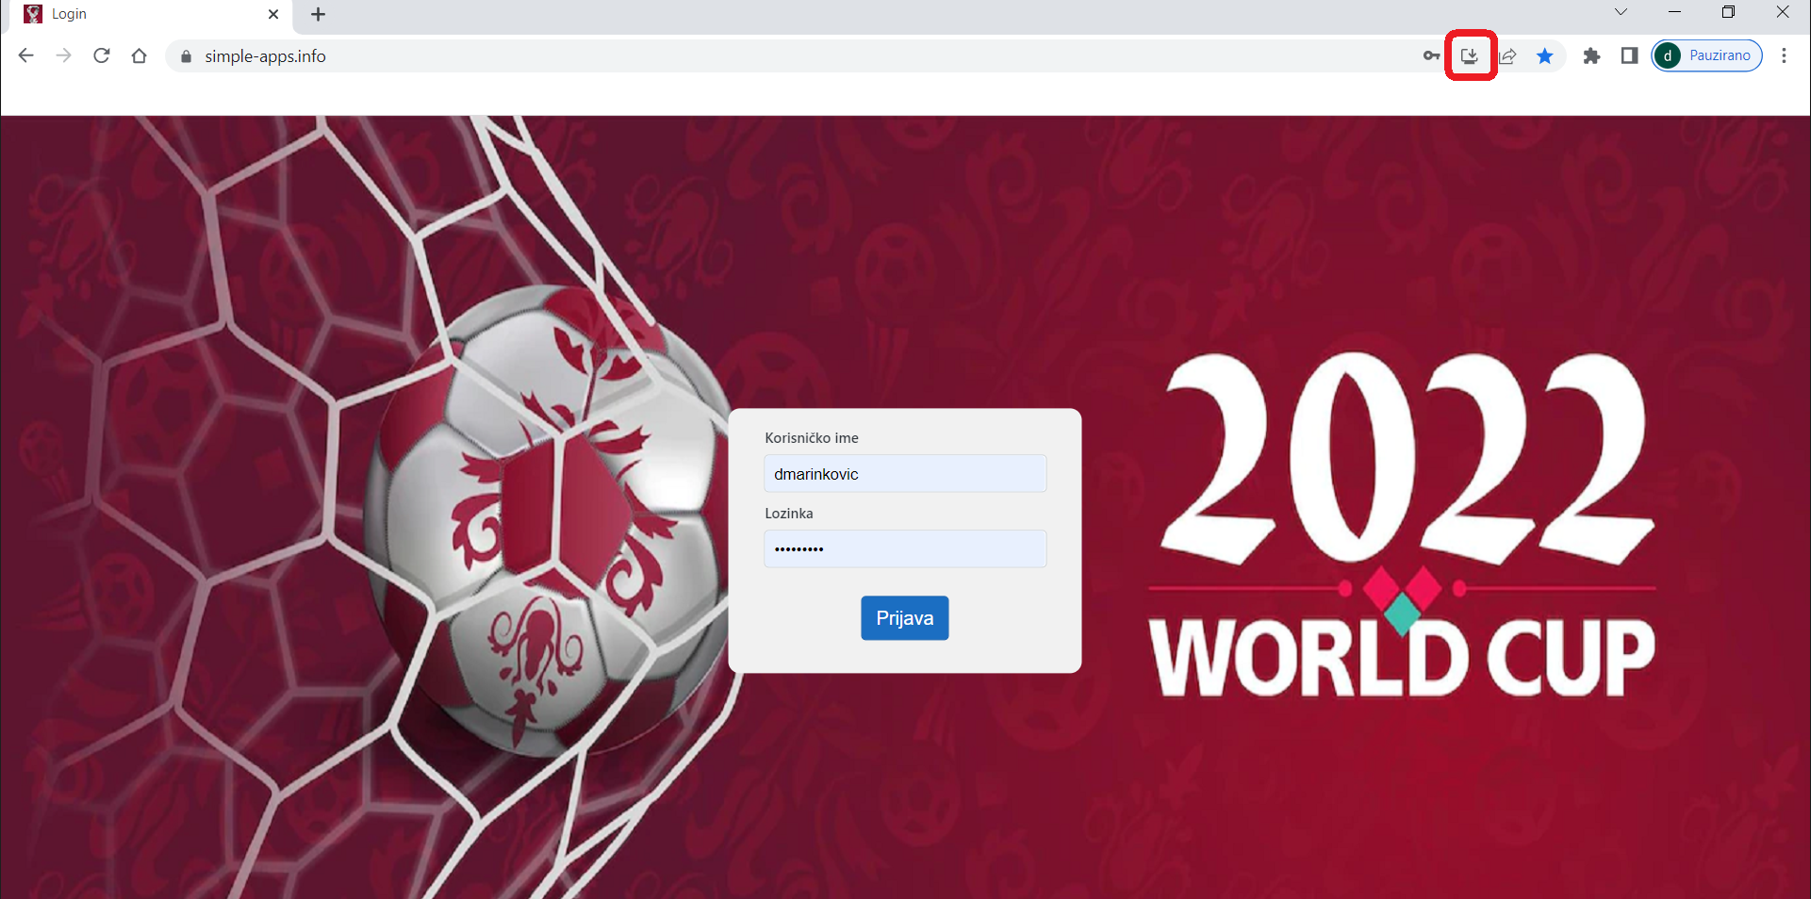 Login
simple-apps.info
d Pauzirano
Korisničko ime
dmarinkovic
Lozinka
•••••••••
Prijava
2022
WORLD CUP